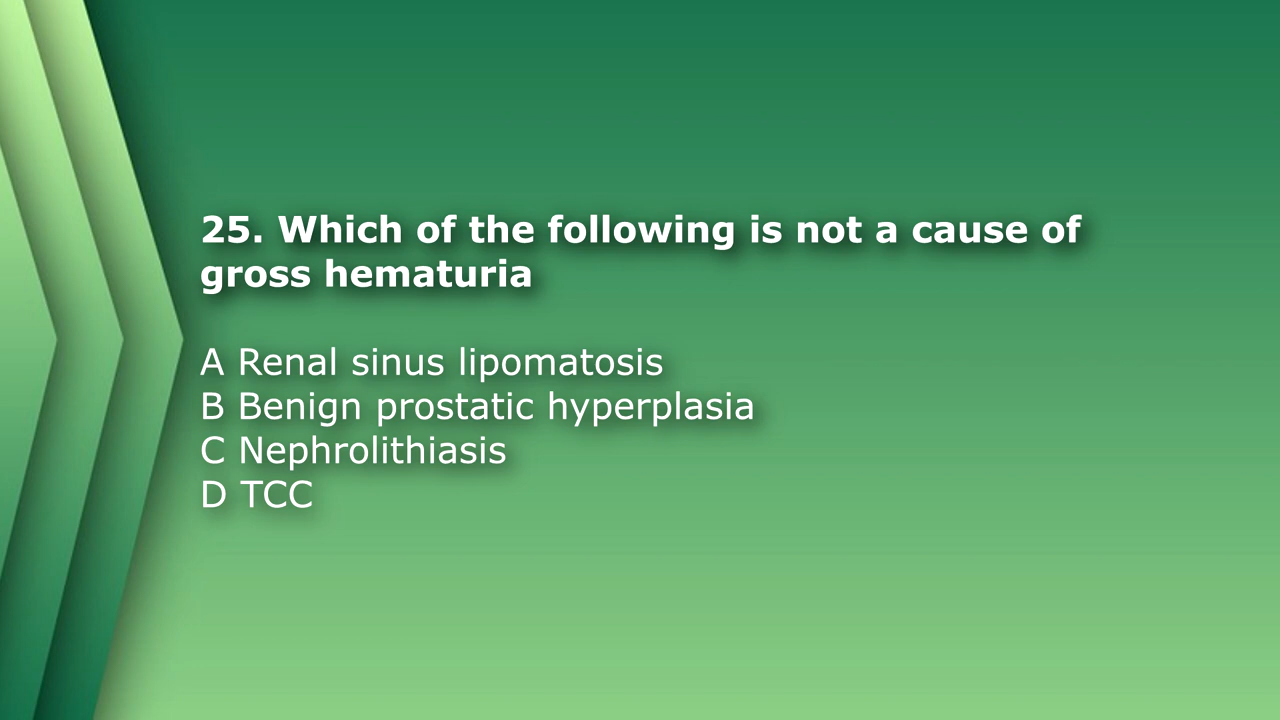 25. Which of the following is not a cause of
gross hematuria
A Renal sinus lipomatosis
B Benign prostatic hyperplasia
C Nephrolithiasis
D TCC